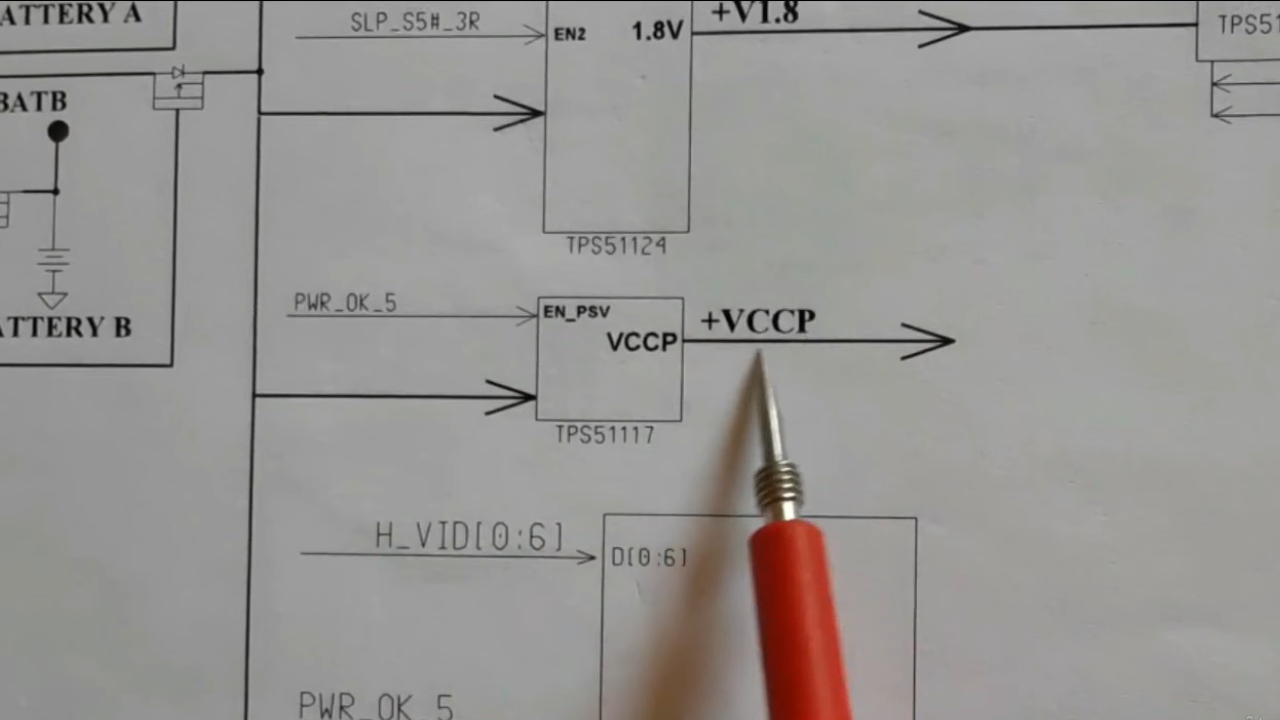 ATTERY A
SLP_S5#_3R
EN2
1.8V
+V1.8
TPS51
BATB
TPS51124
PWR_OK_5
EN_PSV
VCCP
+VCCP
ATTERY B
TPS51117
H_VID[0:6]
D[0:6]
PWR_OK_5